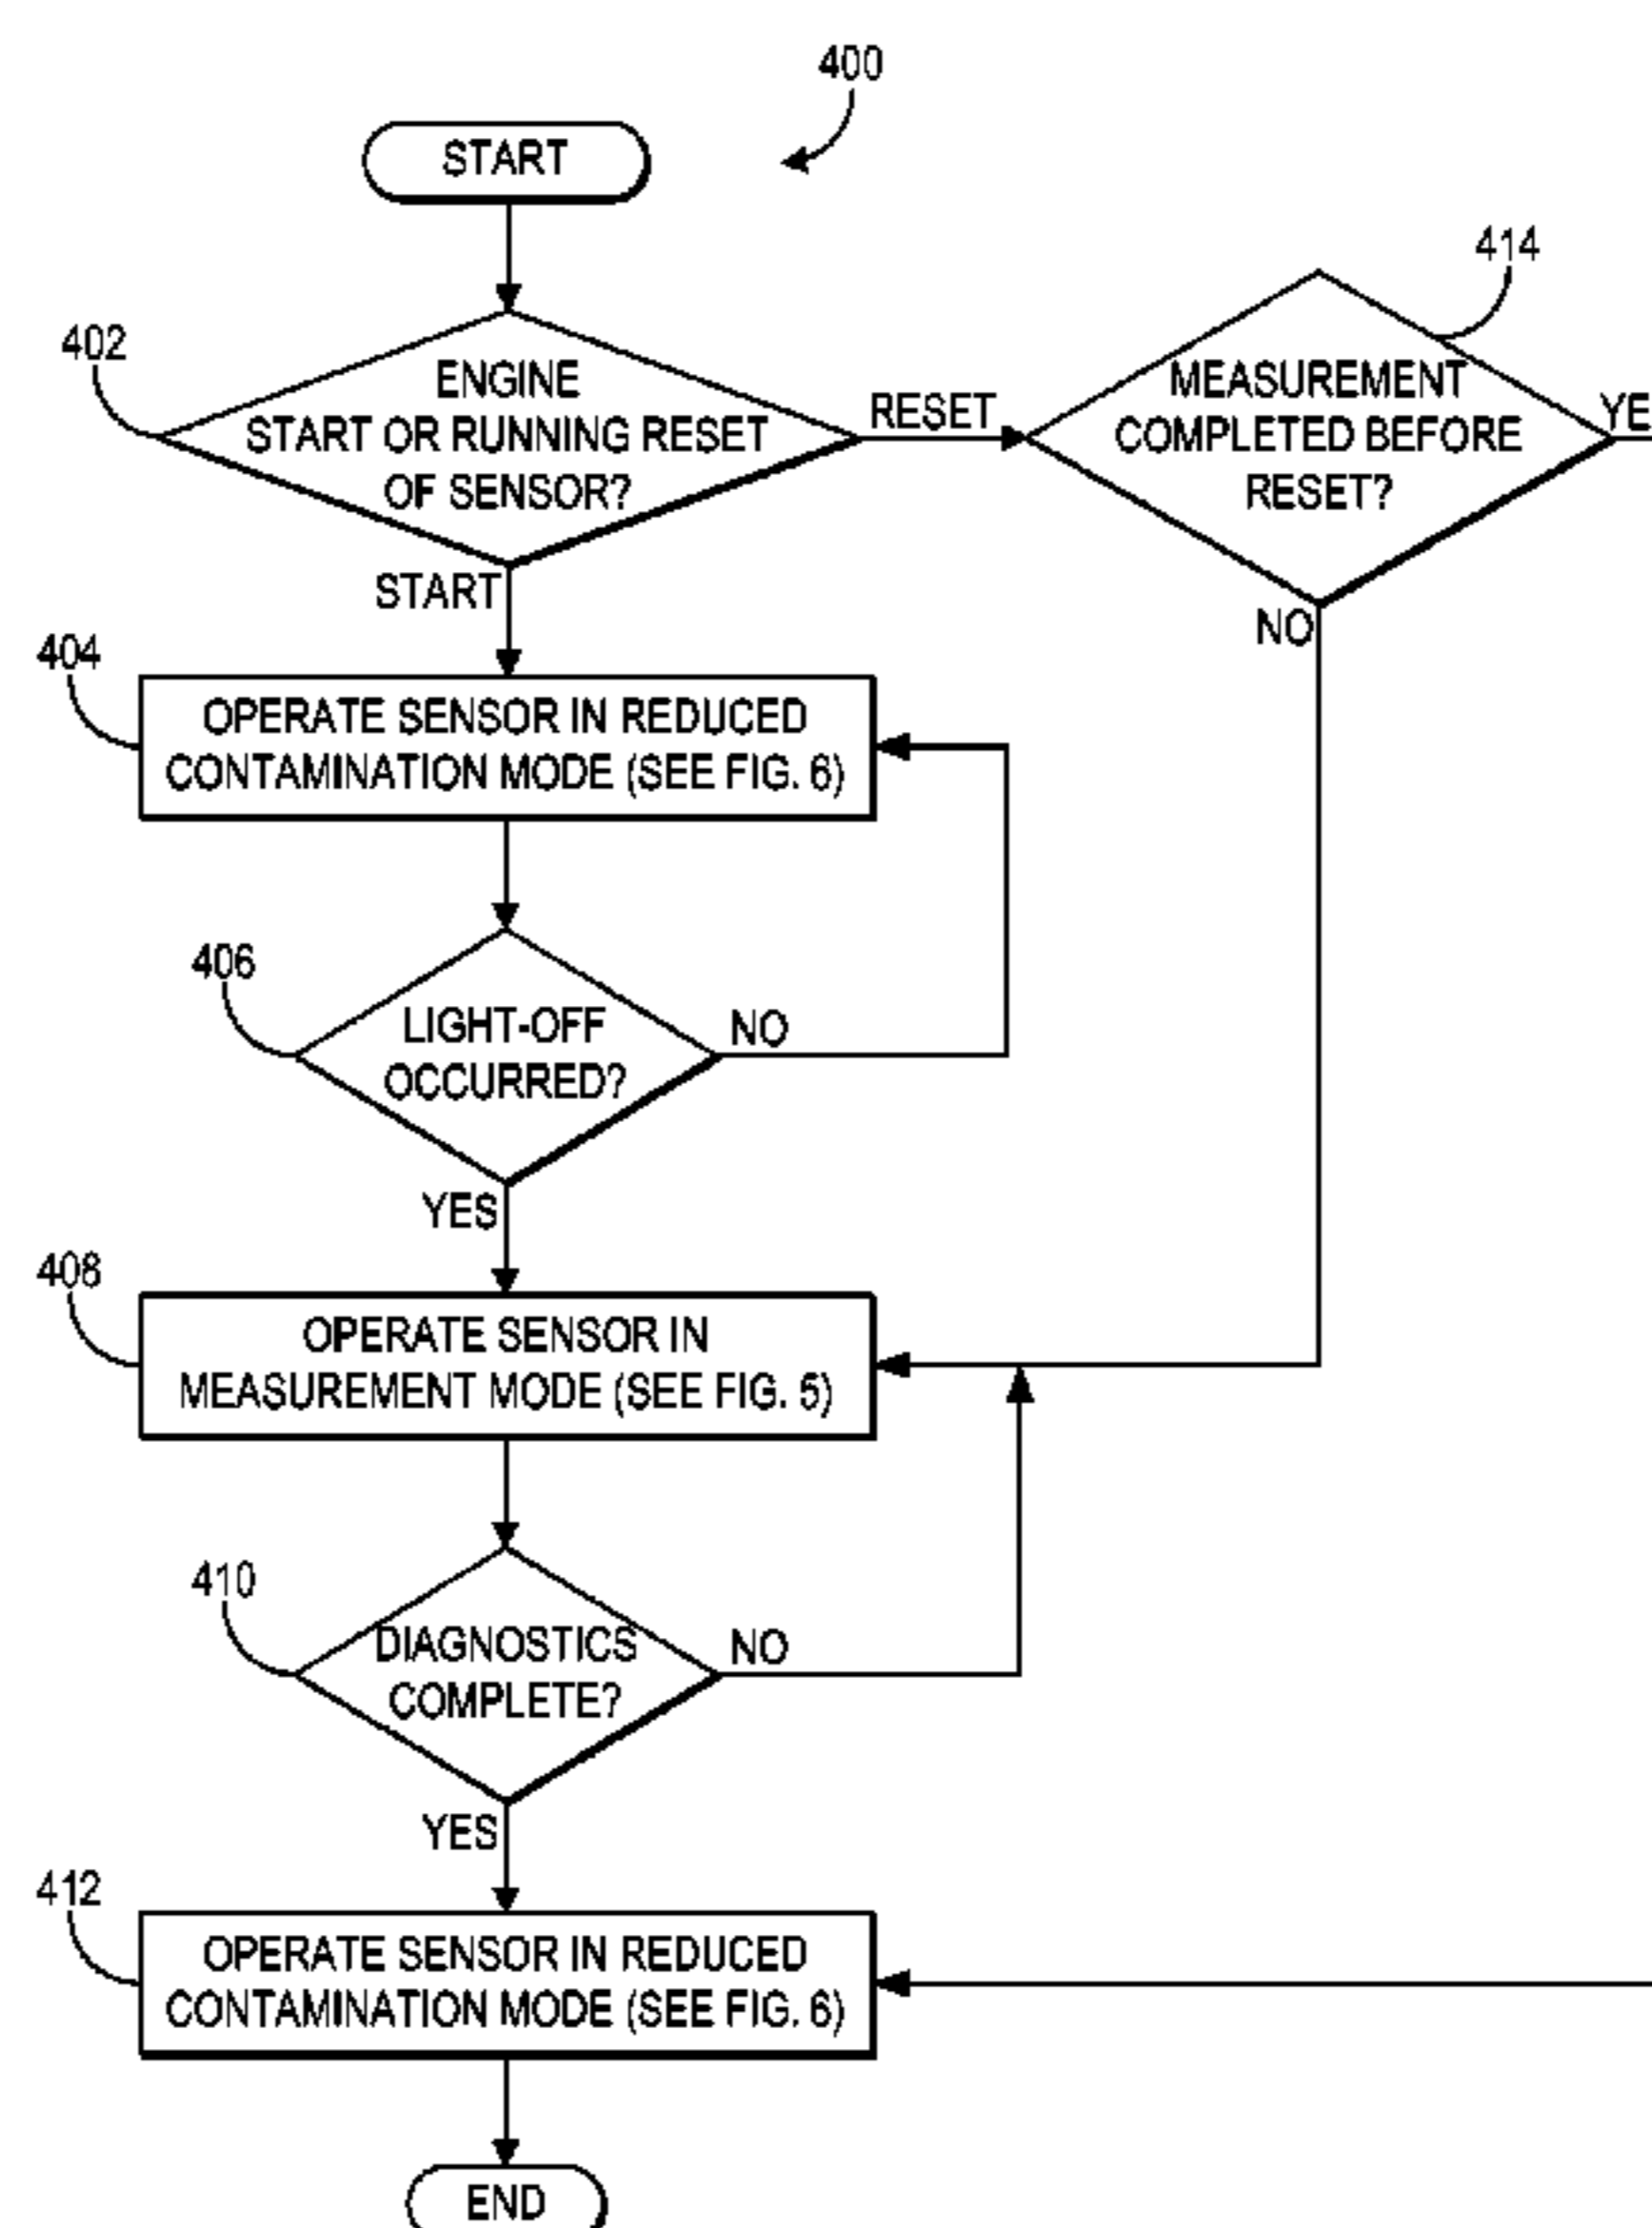 400
START
402
ENGINE
START OR RUNNING RESET
OF SENSOR?
RESET
414
MEASUREMENT
COMPLETED BEFORE
RESET?
YE
NO
START
404
OPERATE SENSOR IN REDUCED
CONTAMINATION MODE (SEE FIG. 6)
406
LIGHT-OFF
OCCURRED?
NO
YES
408
OPERATE SENSOR IN
MEASUREMENT MODE (SEE FIG. 5)
410
DIAGNOSTICS
COMPLETE?
NO
YES
412
OPERATE SENSOR IN REDUCED
CONTAMINATION MODE (SEE FIG. 6)
END